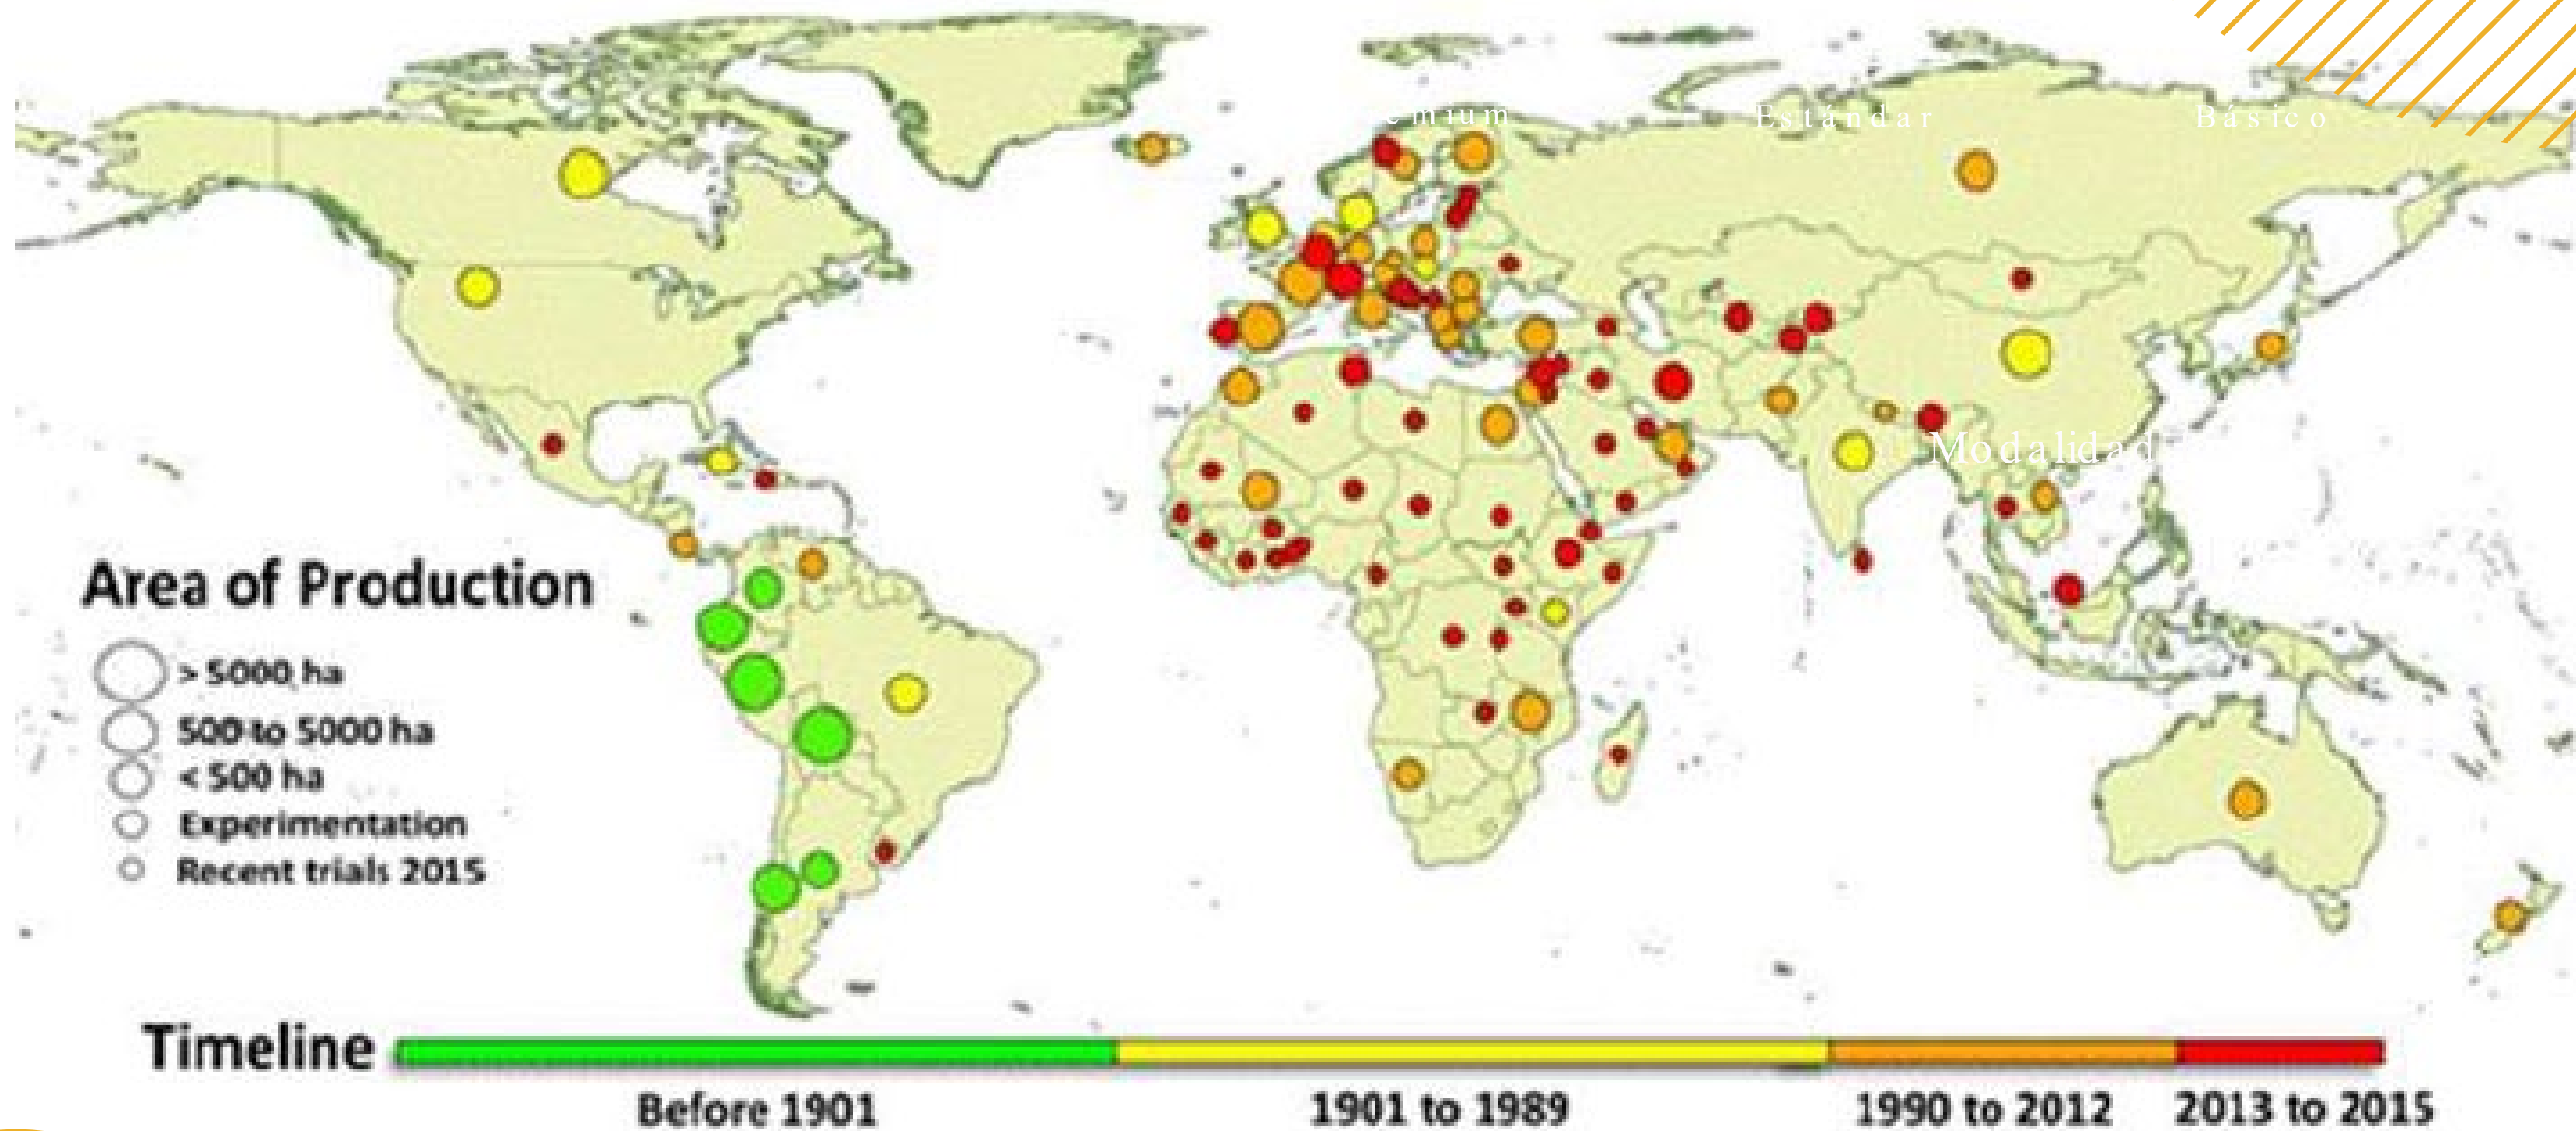 emium
Estándar
Básico
Modalidad
Area of Production
> 5000 ha
500 to 5000 ha
< 500 ha
Experimentation
Recent trials 2015
Timeline
Before 1901
1901 to 1989
1990 to 2012
2013 to 2015